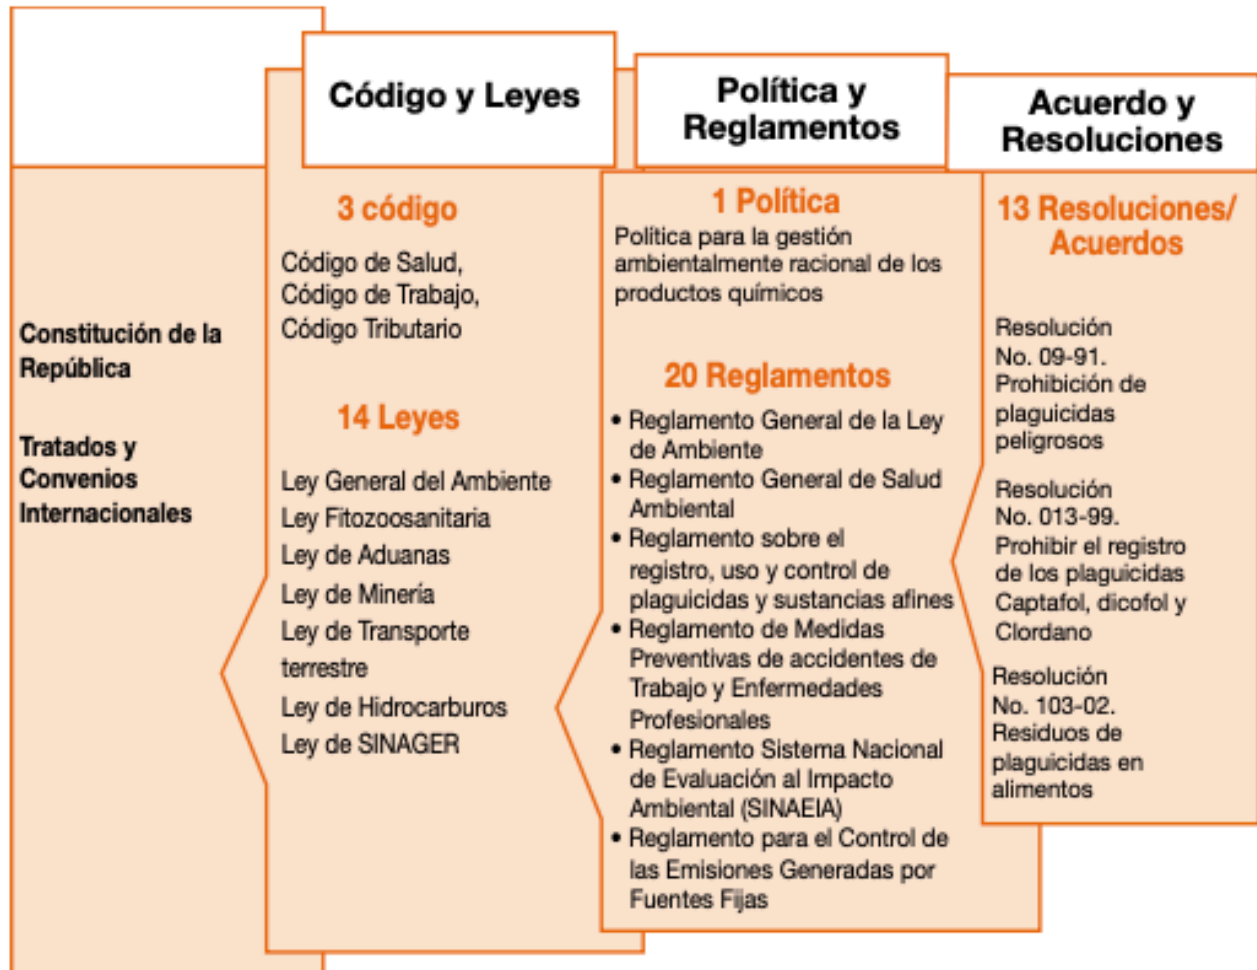 Constitución de la
República
Tratados y
Convenios
Internacionales
Código y Leyes
3 código
Código de Salud,
Código de Trabajo,
Código Tributario
14 Leyes
Ley General del Ambiente
Ley Fitozoosanitaria
Ley de Aduanas
Ley de Minería
Ley de Transporte
terrestre
Ley de Hidrocarburos
Ley de SINAGER
Política y
Reglamentos
1 Política
Política para la gestión
ambientalmente racional de los
productos químicos
20 Reglamentos
• Reglamento General de la Ley
de Ambiente
• Reglamento General de Salud
Ambiental
• Reglamento sobre el
registro, uso y control de
plaguicidas y sustancias afines
• Reglamento de Medidas
Preventivas de accidentes de
Trabajo y Enfermedades
Profesionales
• Reglamento Sistema Nacional
de Evaluación al Impacto
Ambiental (SINAEIA)
• Reglamento para el Control de
las Emisiones Generadas por
Fuentes Fijas
Acuerdo y
Resoluciones
13 Resoluciones/
Acuerdos
Resolución
No. 09-91.
Prohibición de
plaguicidas
peligrosos
Resolución
No. 013-99.
Prohibir el registro
de los plaguicidas
Captafol, dicofol y
Clordano
Resolución
No. 103-02.
Residuos de
plaguicidas en
alimentos